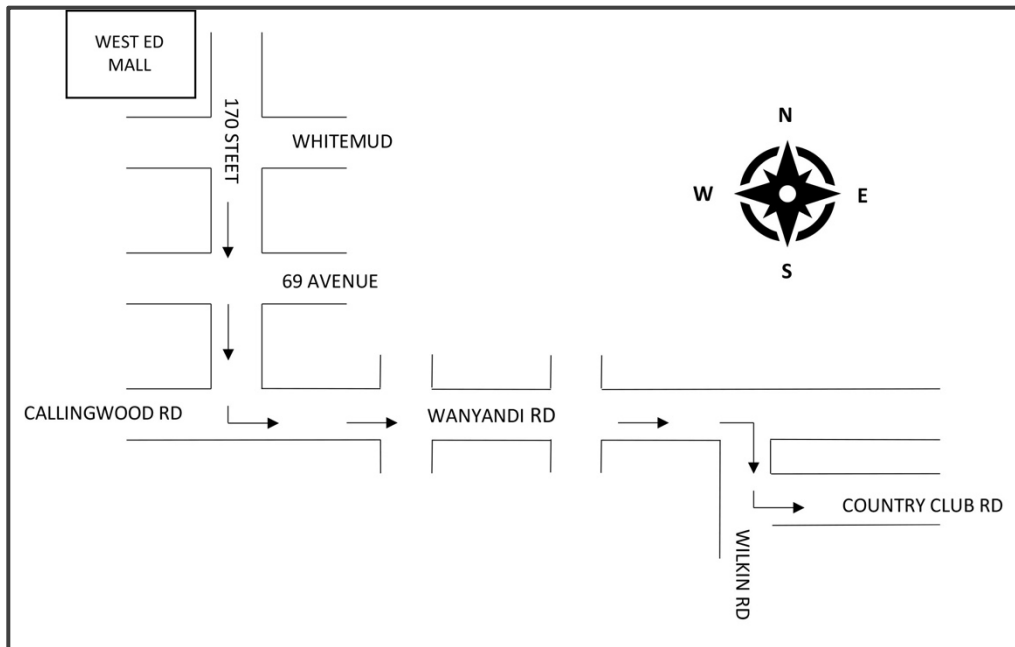 WEST ED
MALL
170 STEET
WHITEMUD
N
W
E
S
69 AVENUE
CALLINGWOOD RD
WANYANDI RD
COUNTRY CLUB RD
WILKIN RD